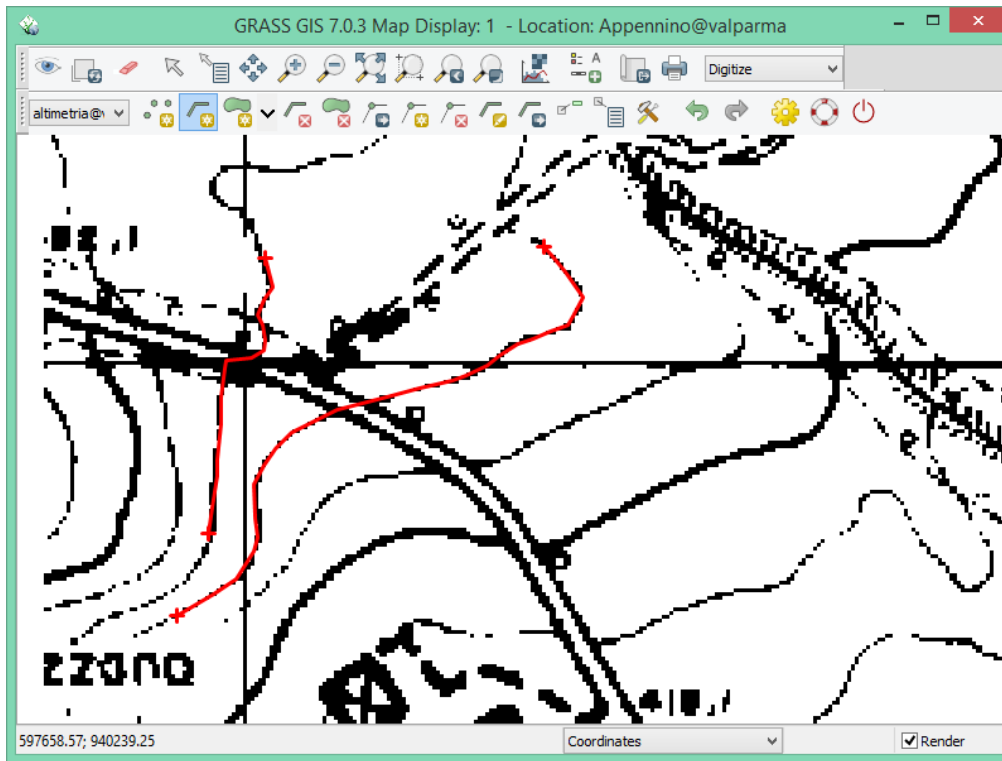 GRASS GIS 7.0.3 Map Display: 1 - Location: Appennino@valparma
Digitize
altimetria@v
zzano
597658.57; 940239.25
Coordinates
Render